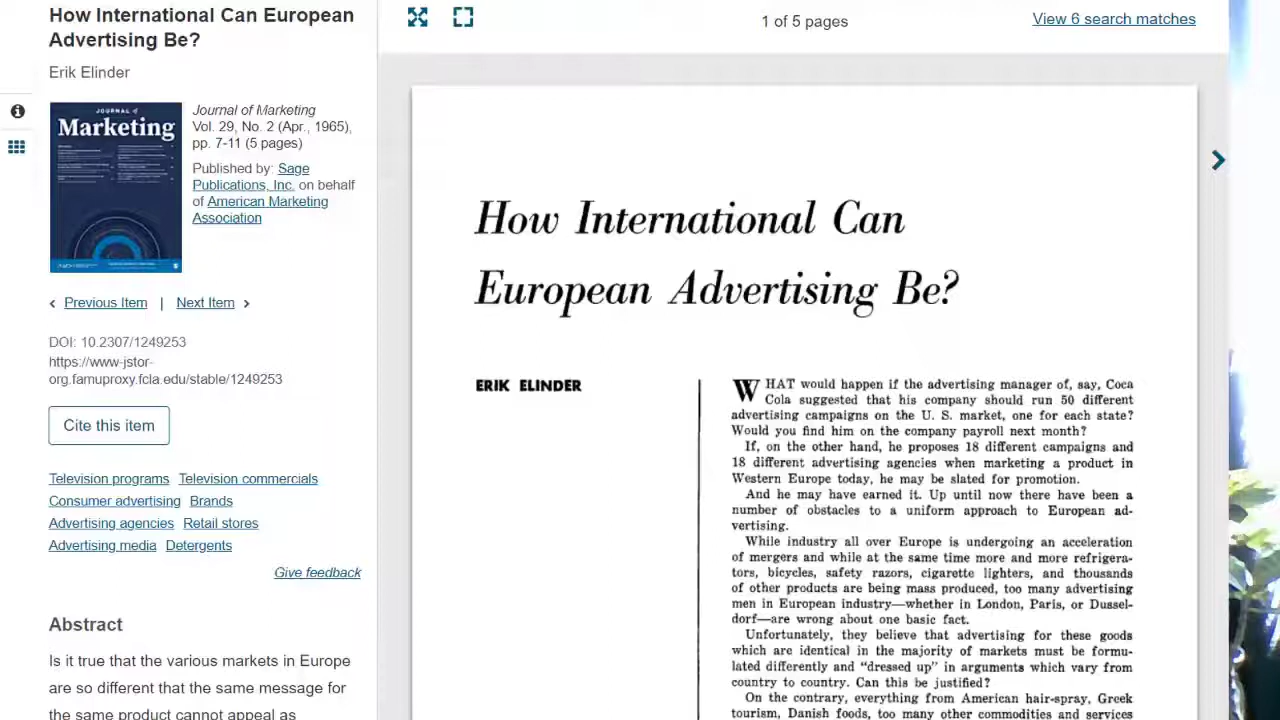 How International Can European
Advertising Be?
Erik Elinder
JOURNAL of
Marketing
Journal of Marketing
Vol. 29, No. 2 (Apr., 1965),
pp. 7-11 (5 pages)
Published by: Sage
Publications, Inc. on behalf
of American Marketing
Association
Previous Item | Next Item
DOI: 10.2307/1249253
https://www-jstor-
org.famuproxy.fcla.edu/stable/1249253
Cite this item
Television programs Television commercials
Consumer advertising Brands
Advertising agencies Retail stores
Advertising media Detergents
Give feedback
Abstract
Is it true that the various markets in Europe
are so different that the same message for
the same product cannot appeal as
1 of 5 pages
View 6 search matches
How International Can
European Advertising Be?
ERIK ELINDER
WHAT would happen if the advertising manager of, say, Coca
Cola suggested that his company should run 50 different
advertising campaigns on the U. S. market, one for each state?
Would you find him on the company payroll next month?
If, on the other hand, he proposes 18 different campaigns and
18 different advertising agencies when marketing a product in
Western Europe today, he may be slated for promotion.
And he may have earned it. Up until now there have been a
number of obstacles to a uniform approach to European ad-
vertising.
While industry all over Europe is undergoing an acceleration
of mergers and while at the same time more and more refrigera-
tors, bicycles, safety razors, cigarette lighters, and thousands
of other products are being mass produced, too many advertising
men in European industry—whether in London, Paris, or Dussel-
dorf—are wrong about one basic fact.
Unfortunately, they believe that advertising for these goods
which are identical in the majority of markets must be formu-
lated differently and “dressed up” in arguments which vary from
country to country. Can this be justified?
On the contrary, everything from American hair-spray, Greek
tourism, Danish foods, too many other commodities and services